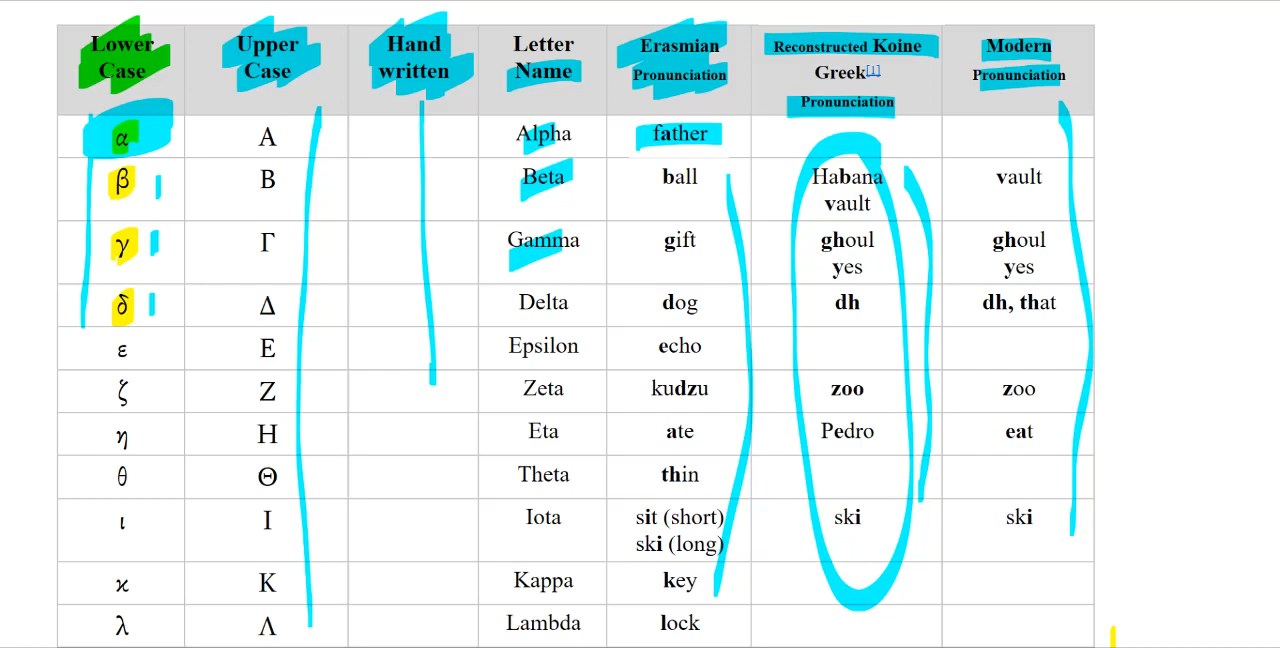 Lower Case Upper Case Hand written Letter Name Erasmian Pronunciation Reconstructed Koine Greek[1] Pronunciation Modern Pronunciation
α Α Alpha father
β Β Beta ball Habana vault vault
γ Γ Gamma gift ghoul yes ghoul yes
δ Δ Delta dog dh dh, that
ε Ε Epsilon echo
ζ Ζ Zeta kudzu zoo zoo
η Η Eta ate Pedro eat
θ Θ Theta thin
ι Ι Iota sit (short) ski (long) ski ski
κ Κ Kappa key
λ Λ Lambda lock